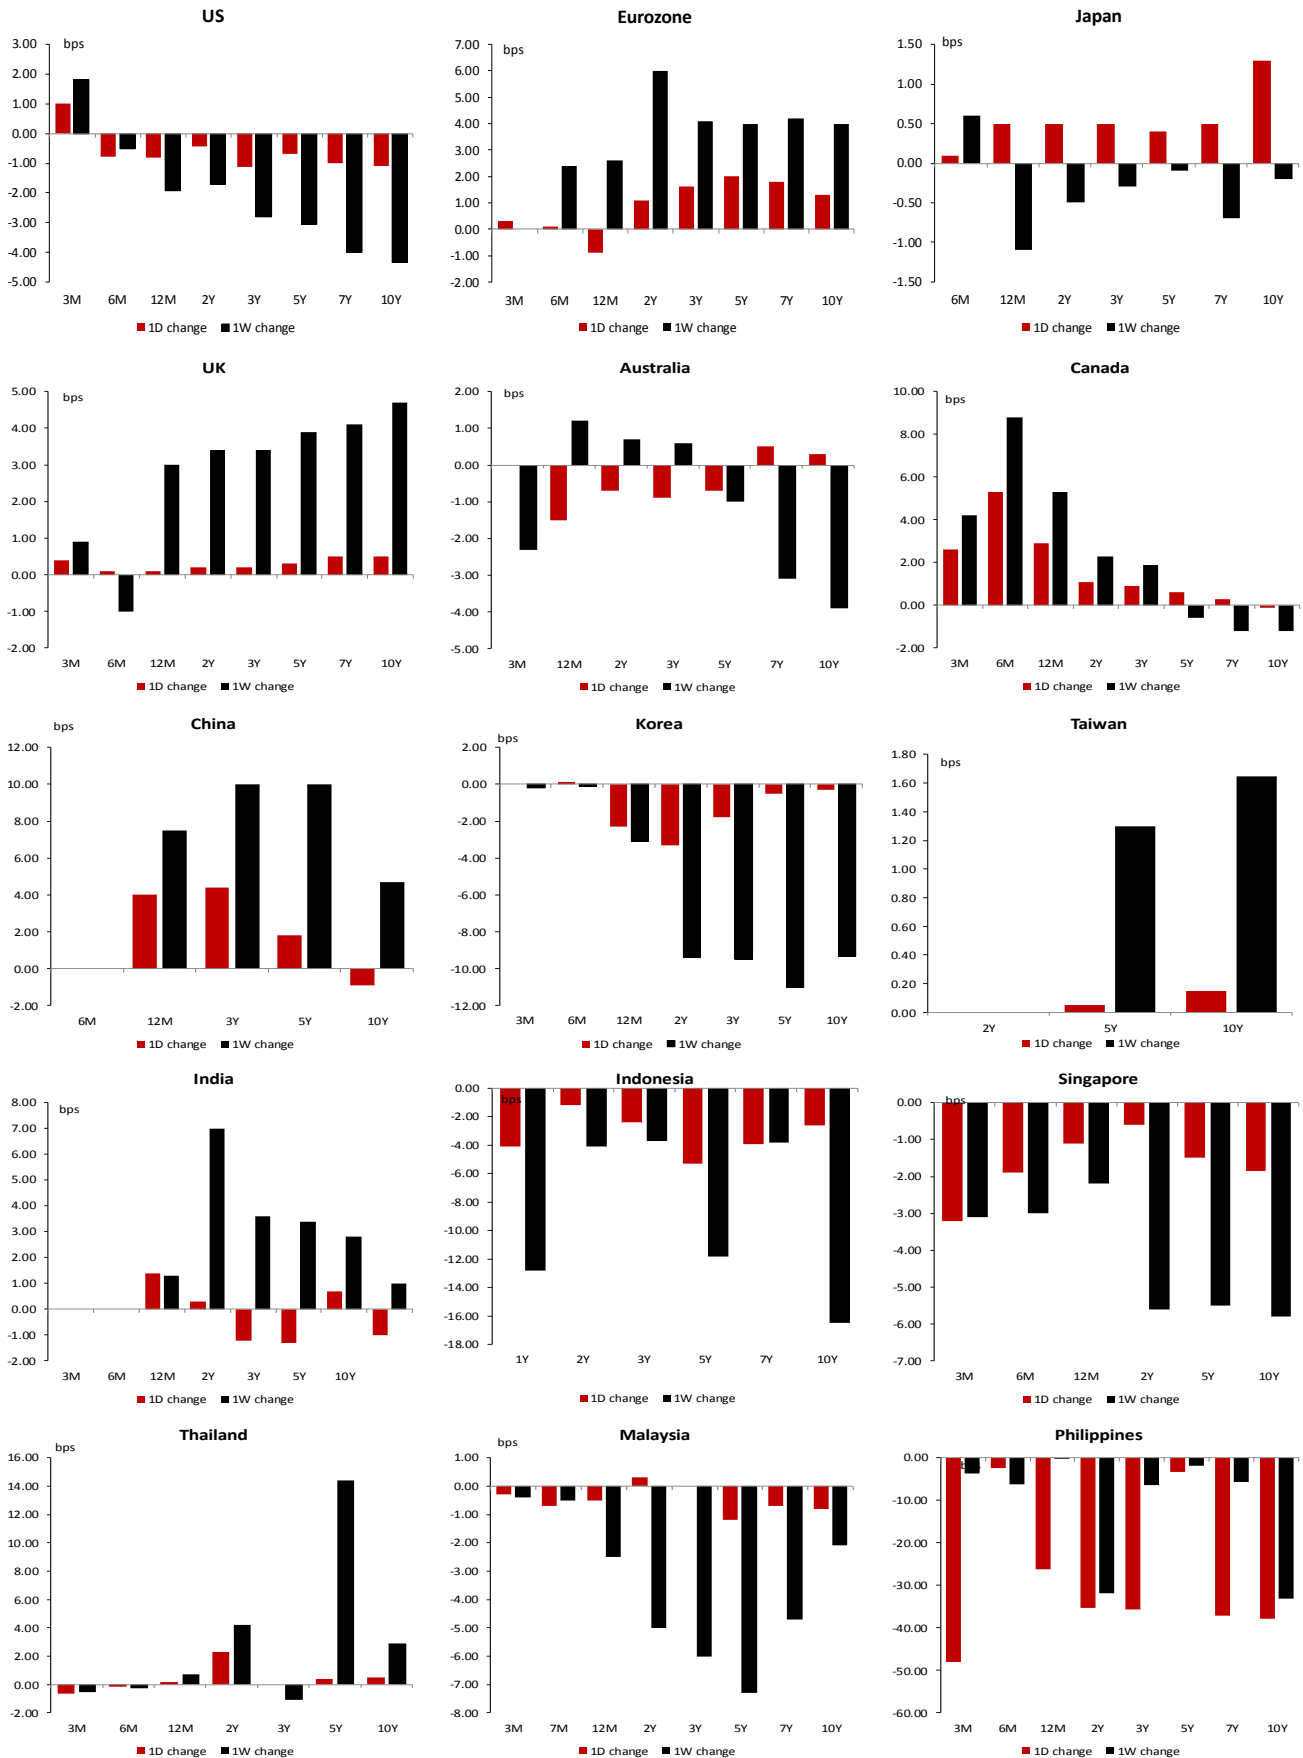 US
bps
3.00
2.00
1.00
0.00
-1.00
-2.00
-3.00
-4.00
-5.00
3M 6M 12M 2Y 3Y 5Y 7Y 10Y
1D change 1W change
Eurozone
bps
7.00
6.00
5.00
4.00
3.00
2.00
1.00
0.00
-1.00
-2.00
3M 6M 12M 2Y 3Y 5Y 7Y 10Y
1D change 1W change
Japan
bps
1.50
1.00
0.50
0.00
-0.50
-1.00
-1.50
6M 12M 2Y 3Y 5Y 7Y 10Y
1D change 1W change
UK
bps
5.00
4.00
3.00
2.00
1.00
0.00
-1.00
-2.00
3M 6M 12M 2Y 3Y 5Y 7Y 10Y
1D change 1W change
Australia
bps
2.00
1.00
0.00
-1.00
-2.00
-3.00
-4.00
-5.00
3M 12M 2Y 3Y 5Y 7Y 10Y
1D change 1W change
Canada
bps
10.00
8.00
6.00
4.00
2.00
0.00
-2.00
3M 6M 12M 2Y 3Y 5Y 7Y 10Y
1D change 1W change
China
bps
12.00
10.00
8.00
6.00
4.00
2.00
0.00
-2.00
6M 12M 3Y 5Y 10Y
1D change 1W change
Korea
bps
2.00
0.00
-2.00
-4.00
-6.00
-8.00
-10.00
-12.00
3M 6M 12M 2Y 3Y 5Y 10Y
1D change 1W change
Taiwan
bps
1.80
1.60
1.40
1.20
1.00
0.80
0.60
0.40
0.20
0.00
2Y 5Y 10Y
1D change 1W change
India
bps
8.00
7.00
6.00
5.00
4.00
3.00
2.00
1.00
0.00
-1.00
-2.00
3M 6M 12M 2Y 3Y 5Y 10Y
1D change 1W change
Indonesia
bps
0.00
-2.00
-4.00
-6.00
-8.00
-10.00
-12.00
-14.00
-16.00
-18.00
1Y 2Y 3Y 5Y 7Y 10Y
1D change 1W change
Singapore
bps
0.00
-1.00
-2.00
-3.00
-4.00
-5.00
-6.00
-7.00
3M 6M 12M 2Y 5Y 10Y
1D change 1W change
Thailand
bps
16.00
14.00
12.00
10.00
8.00
6.00
4.00
2.00
0.00
-2.00
3M 6M 12M 2Y 3Y 5Y 10Y
1D change 1W change
Malaysia
bps
1.00
0.00
-1.00
-2.00
-3.00
-4.00
-5.00
-6.00
-7.00
-8.00
3M 7M 12M 2Y 3Y 5Y 7Y 10Y
1D change 1W change
Philippines
bps
0.00
-10.00
-20.00
-30.00
-40.00
-50.00
-60.00
3M 6M 12M 2Y 3Y 5Y 7Y 10Y
1D change 1W change